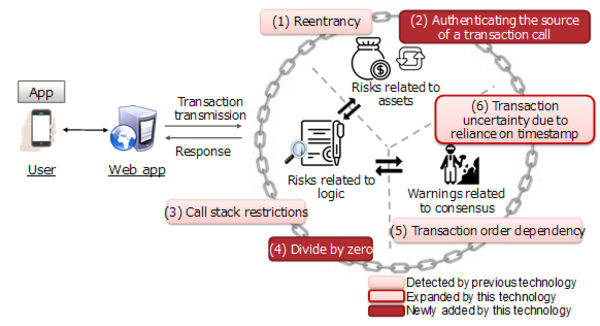 (1) Reentrancy
(2) Authenticating the source
of a transaction call
Risks related to
assets
App
User
Web app
Transaction
transmission
Response
(6) Transaction
uncertainty due to
reliance on timestamp
Risks related to
logic
Warnings related
to consensus
(3) Call stack restrictions
(4) Divide by zero
(5) Transaction order dependency
Detected by previous technology
Expanded by this technology
Newly added by this technology